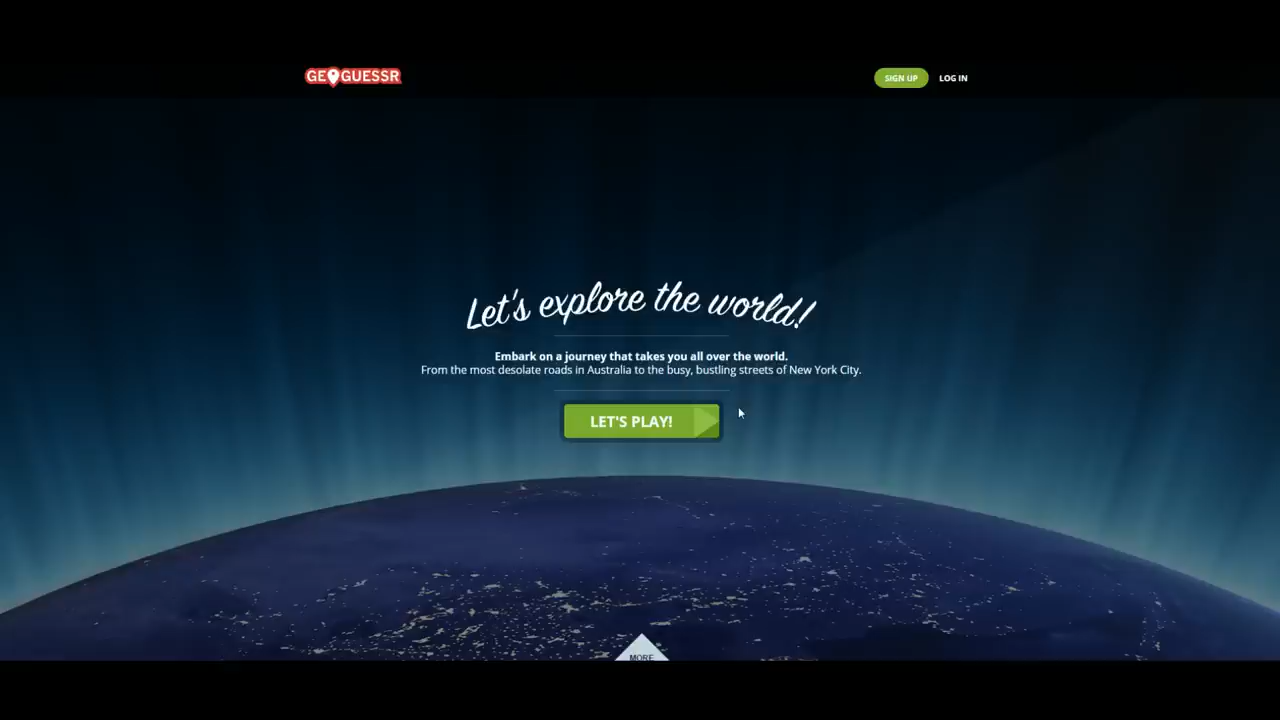 GEOGUESSR
SIGN UP
LOG IN
Let's explore the world!
Embark on a journey that takes you all over the world.
From the most desolate roads in Australia to the busy, bustling streets of New York City.
LET'S PLAY!
MORE